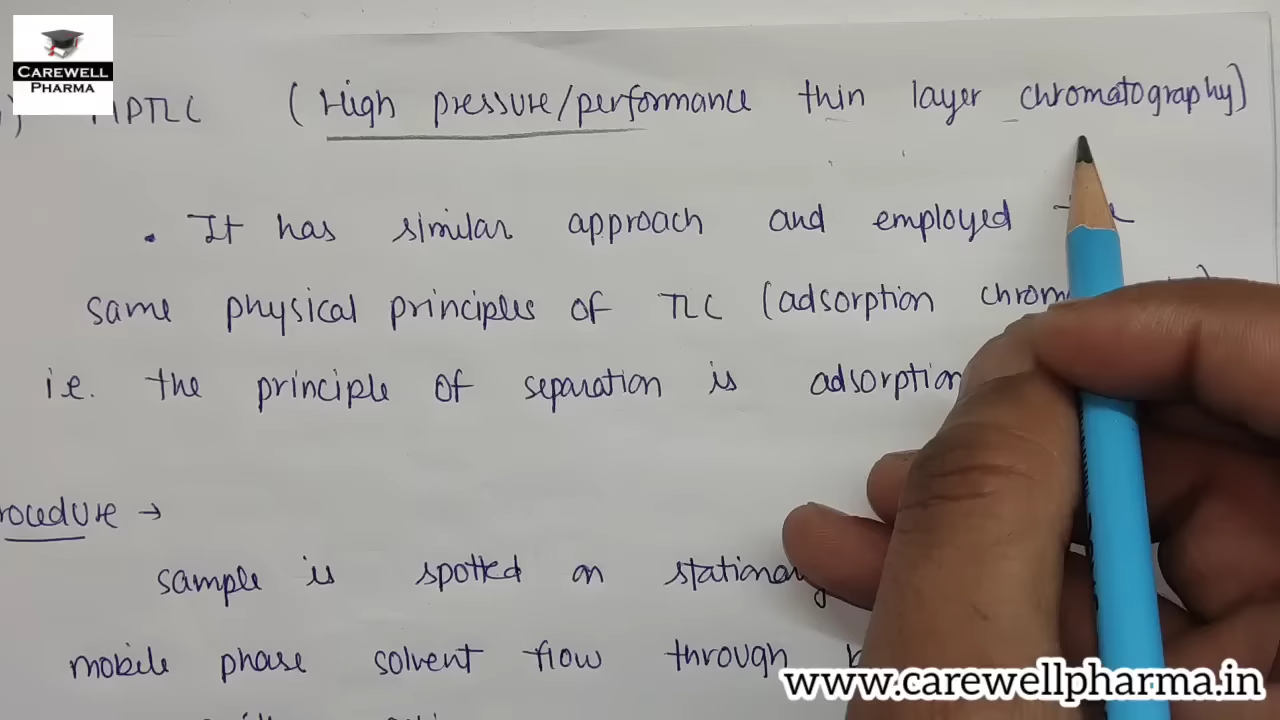 CAREWELL
PHARMA
HPTLC (High pressure/performance thin layer chromatography)
. It has similar approach and employed
same physical principles of TLC (adsorption
i.e. the principle of separation is adsorption
Procedure →
sample is spotted on stationary
mobile phase solvent flow through
www.carewellpharma.in